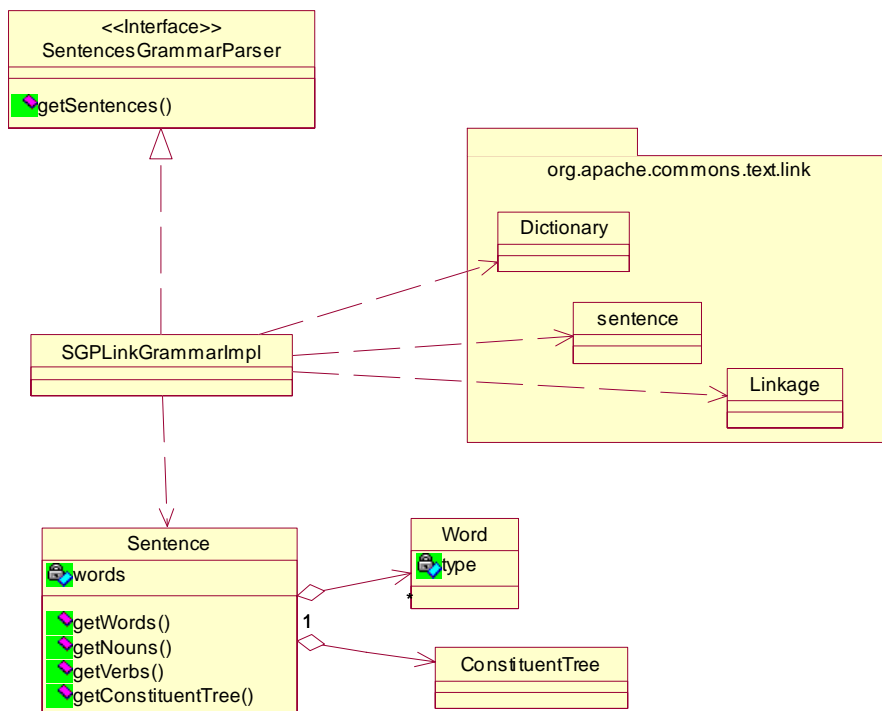 <<Interface>>
SentencesGrammarParser
getSentences()
org.apache.commons.text.link
Dictionary
sentence
SGPLinkGrammarImpl
Linkage
Sentence
words
getWords()
getNouns()
getVerbs()
getConstituentTree()
Word
type
*
1
ConstituentTree